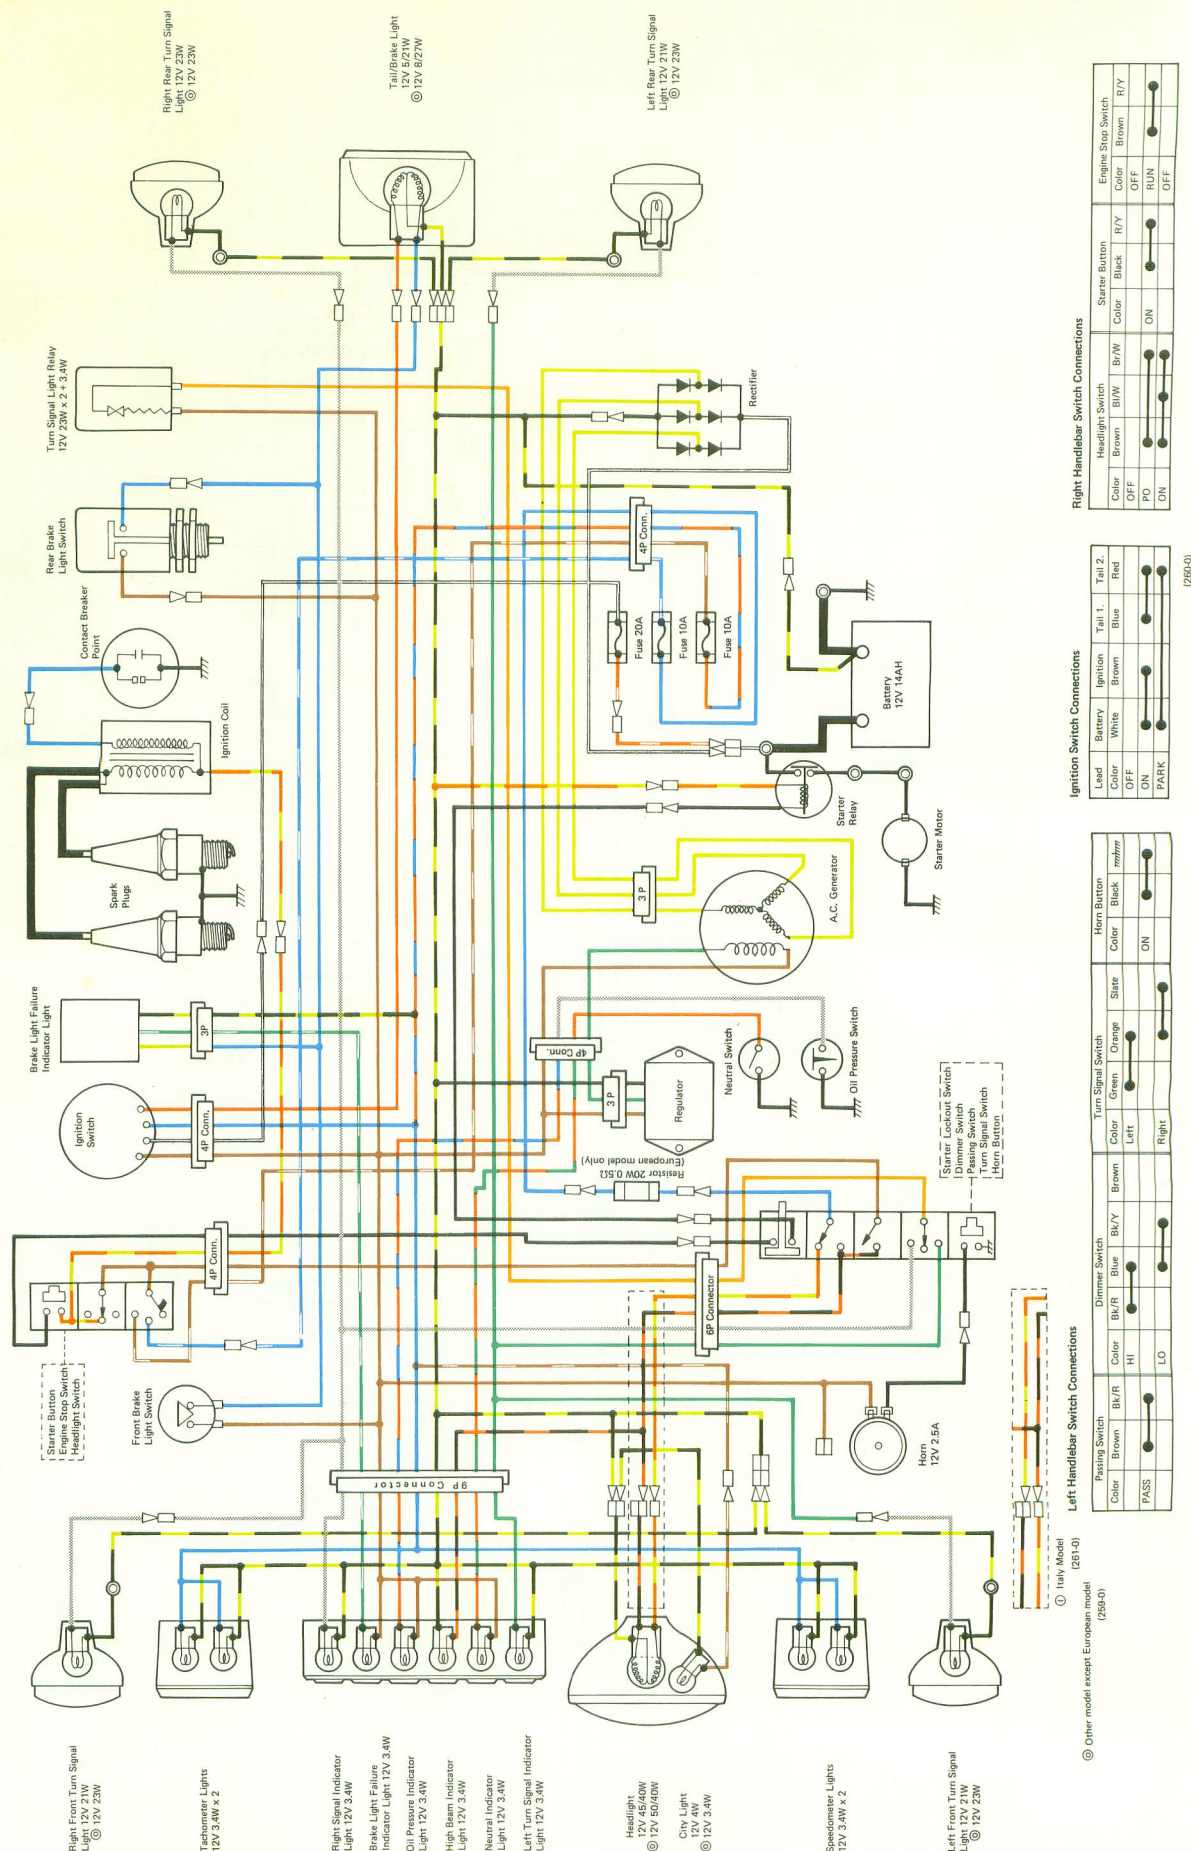 Right Rear Turn Signal
Light 12V 23W
◎ 12V 23W
Tail/Brake Light
12V 5/21W
◎ 12V 8/27W
Left Rear Turn Signal
Light 12V 21W
◎ 12V 23W
Turn Signal Light Relay
12V 23W x 2 + 3.4W
Rear Brake
Light Switch
Contact Breaker
Point
Ignition Coil
Spark
Plugs
Brake Light Failure
Indicator Light
3P
Ignition
Switch
4P Conn.
4P Conn.
Starter Button
Engine Stop Switch
Headlight Switch
Front Brake
Light Switch
9P Connector
Rectifier
4P Conn.
Fuse 20A
Fuse 10A
Fuse 10A
Battery
12V 14AH
Starter
Relay
Starter Motor
3 P
A.C. Generator
4P Conn.
3 P
Regulator
Neutral Switch
Oil Pressure Switch
Resistor 20W 0.5Ω
(European model only)
Starter Lockout Switch
Dimmer Switch
Passing Switch
Turn Signal Switch
Horn Button
6P Connector
Horn
12V 2.5A
Right Front Turn Signal
Light 12V 21W
◎ 12V 23W
Tachometer Lights
12V 3.4W x 2
Right Signal Indicator
Light 12V 3.4W
Brake Light Failure
Indicator Light 12V 3.4W
Oil Pressure Indicator
Light 12V 3.4W
High Beam Indicator
Light 12V 3.4W
Neutral Indicator
Light 12V 3.4W
Left Turn Signal Indicator
Light 12V 3.4W
Headlight
12V 45/40W
◎ 12V 50/40W
City Light
12V 4W
◎ 12V 3.4W
Speedometer Lights
12V 3.4W x 2
Left Front Turn Signal
Light 12V 21W
◎ 12V 23W
① Italy Model
(261-0)
◎ Other model except European model
(259-0)
Left Handlebar Switch Connections
Passing Switch Dimmer Switch Turn Signal Switch Horn Button
Color Brown Bk/R Color Bk/R Blue Bk/Y Brown Color Green Orange Slate Color Black
PASS HI Left ON
LO Right
Ignition Switch Connections
Lead Battery Ignition Tail 1. Tail 2.
Color White Brown Blue Red
OFF
ON
PARK
Right Handlebar Switch Connections
Headlight Switch Starter Button Engine Stop Switch
Color Brown Bl/W Br/W Color Black R/Y Color Brown R/Y
OFF OFF
PO ON RUN
ON OFF
(260-0)